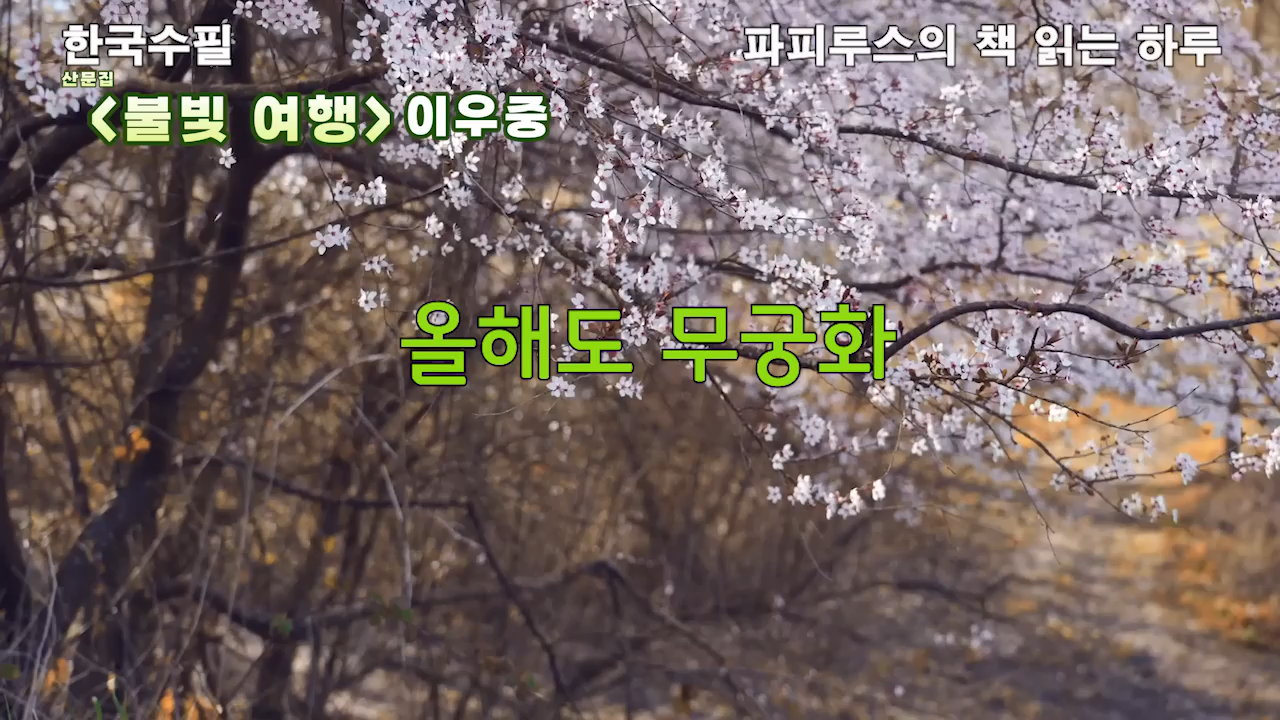 한국수필
파피루스의 책 읽는 하루
산문집
<불빛 여행> 이우중
올해도 무궁화